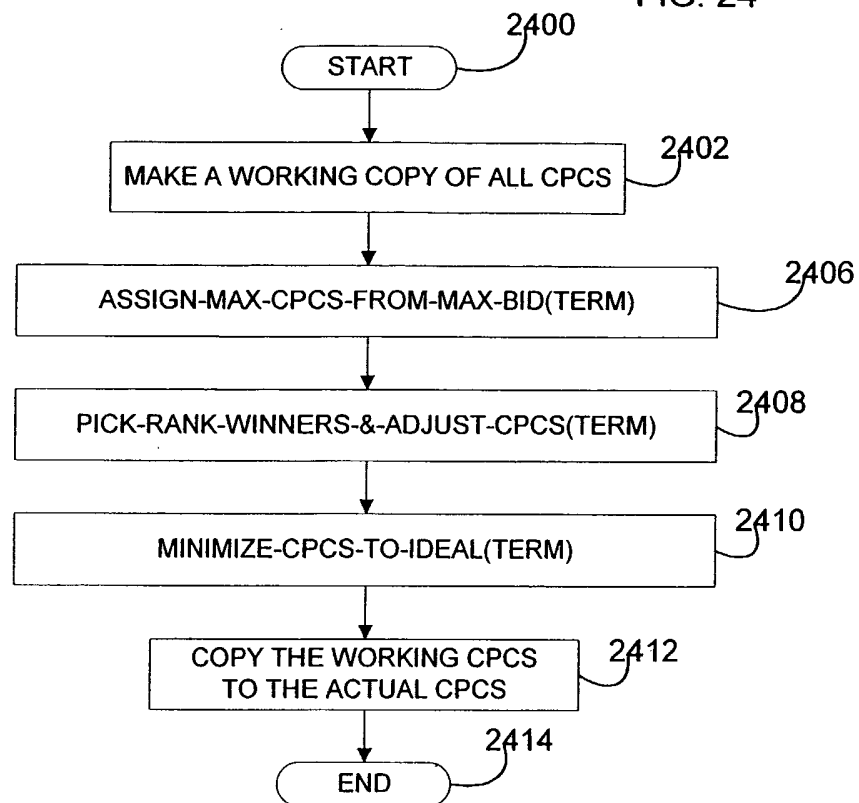 FIG. 24
2400
START
2402
MAKE A WORKING COPY OF ALL CPCS
2406
ASSIGN-MAX-CPCS-FROM-MAX-BID(TERM)
2408
PICK-RANK-WINNERS-&-ADJUST-CPCS(TERM)
2410
MINIMIZE-CPCS-TO-IDEAL(TERM)
2412
COPY THE WORKING CPCS
TO THE ACTUAL CPCS
2414
END